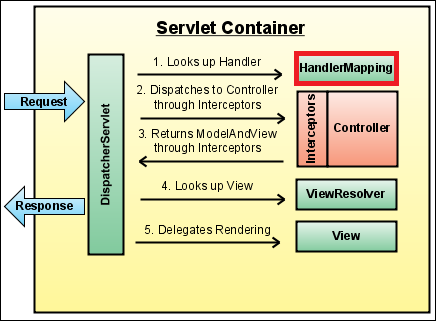 Servlet Container
1. Looks up Handler
HandlerMapping
Request
2. Dispatches to Controller
through Interceptors
DispatcherServlet
Interceptors
Controller
3. Returns ModelAndView
through Interceptors
4. Looks up View
ViewResolver
Response
5. Delegates Rendering
View